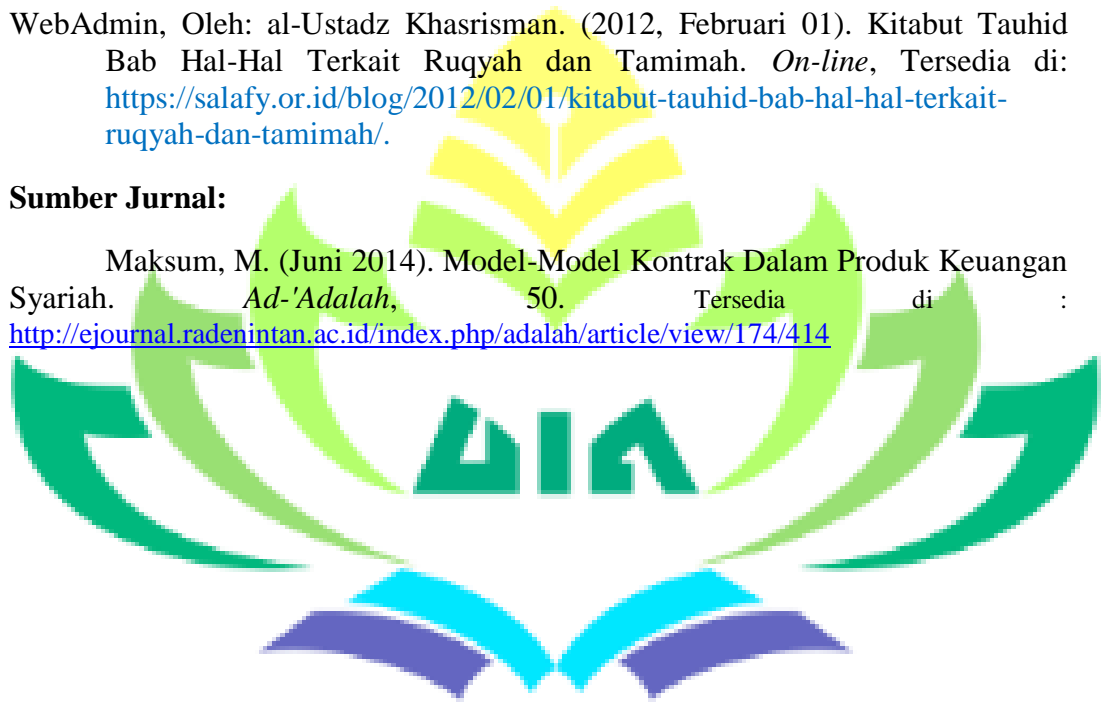 WebAdmin, Oleh: al-Ustadz Khasrisman. (2012, Februari 01). Kitabut Tauhid
Bab Hal-Hal Terkait Ruqyah dan Tamimah. On-line, Tersedia di:
https://salafy.or.id/blog/2012/02/01/kitabut-tauhid-bab-hal-hal-terkait-
ruqyah-dan-tamimah/.
Sumber Jurnal:
Maksum, M. (Juni 2014). Model-Model Kontrak Dalam Produk Keuangan
Syariah. Ad-'Adalah, 50. Tersedia di :
http://ejournal.radenintan.ac.id/index.php/adalah/article/view/174/414
UIN